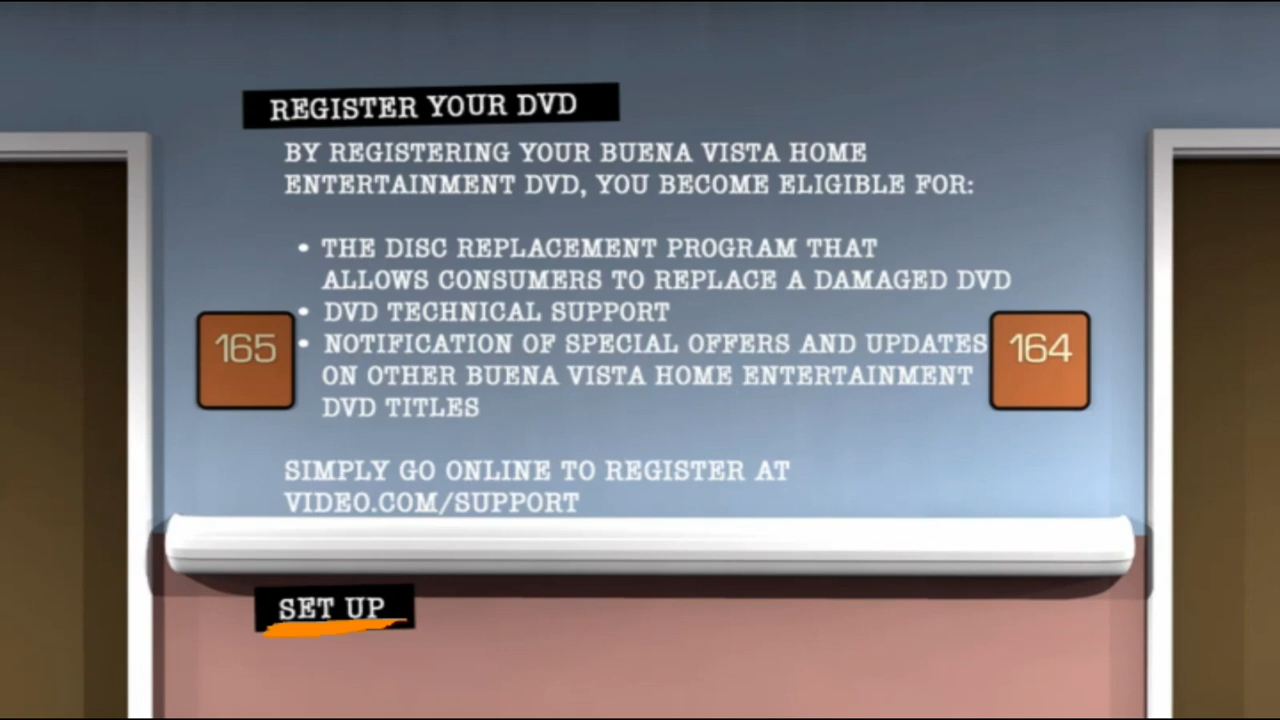 REGISTER YOUR DVD
BY REGISTERING YOUR BUENA VISTA HOME
ENTERTAINMENT DVD, YOU BECOME ELIGIBLE FOR:
• THE DISC REPLACEMENT PROGRAM THAT
ALLOWS CONSUMERS TO REPLACE A DAMAGED DVD
• DVD TECHNICAL SUPPORT
• NOTIFICATION OF SPECIAL OFFERS AND UPDATES
ON OTHER BUENA VISTA HOME ENTERTAINMENT
DVD TITLES
165
164
SIMPLY GO ONLINE TO REGISTER AT
VIDEO.COM/SUPPORT
SET UP